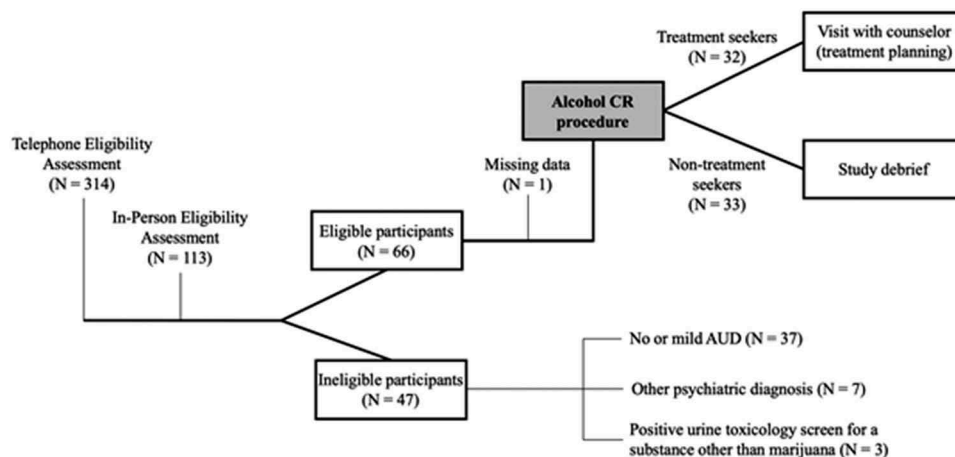 Telephone Eligibility
Assessment
(N = 314)
In-Person Eligibility
Assessment
(N = 113)
Eligible participants
(N = 66)
Ineligible participants
(N = 47)
Missing data
(N = 1)
Alcohol CR
procedure
Treatment seekers
(N = 32)
Visit with counselor
(treatment planning)
Non-treatment
seekers
(N = 33)
Study debrief
No or mild AUD (N = 37)
Other psychiatric diagnosis (N = 7)
Positive urine toxicology screen for a
substance other than marijuana (N = 3)